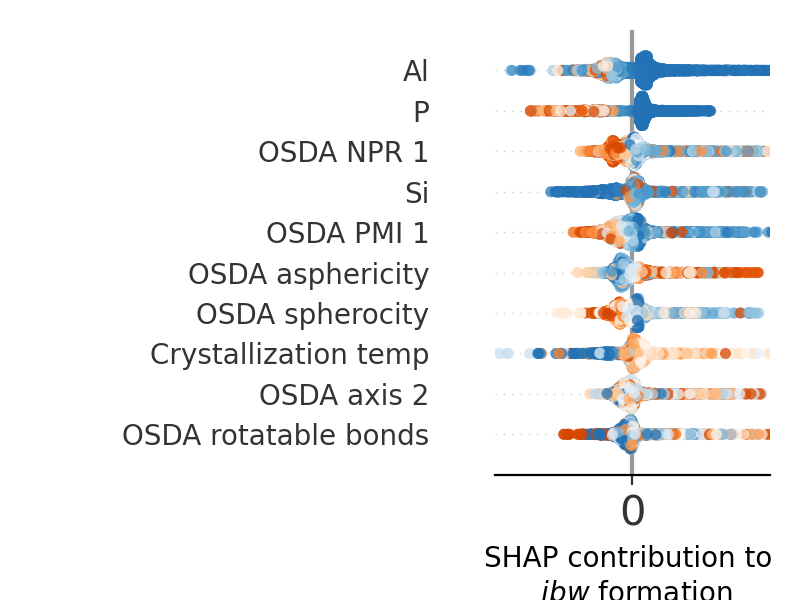 Al
P
OSDA NPR 1
Si
OSDA PMI 1
OSDA asphericity
OSDA spherocity
Crystallization temp
OSDA axis 2
OSDA rotatable bonds
0
SHAP contribution to
ibw formation